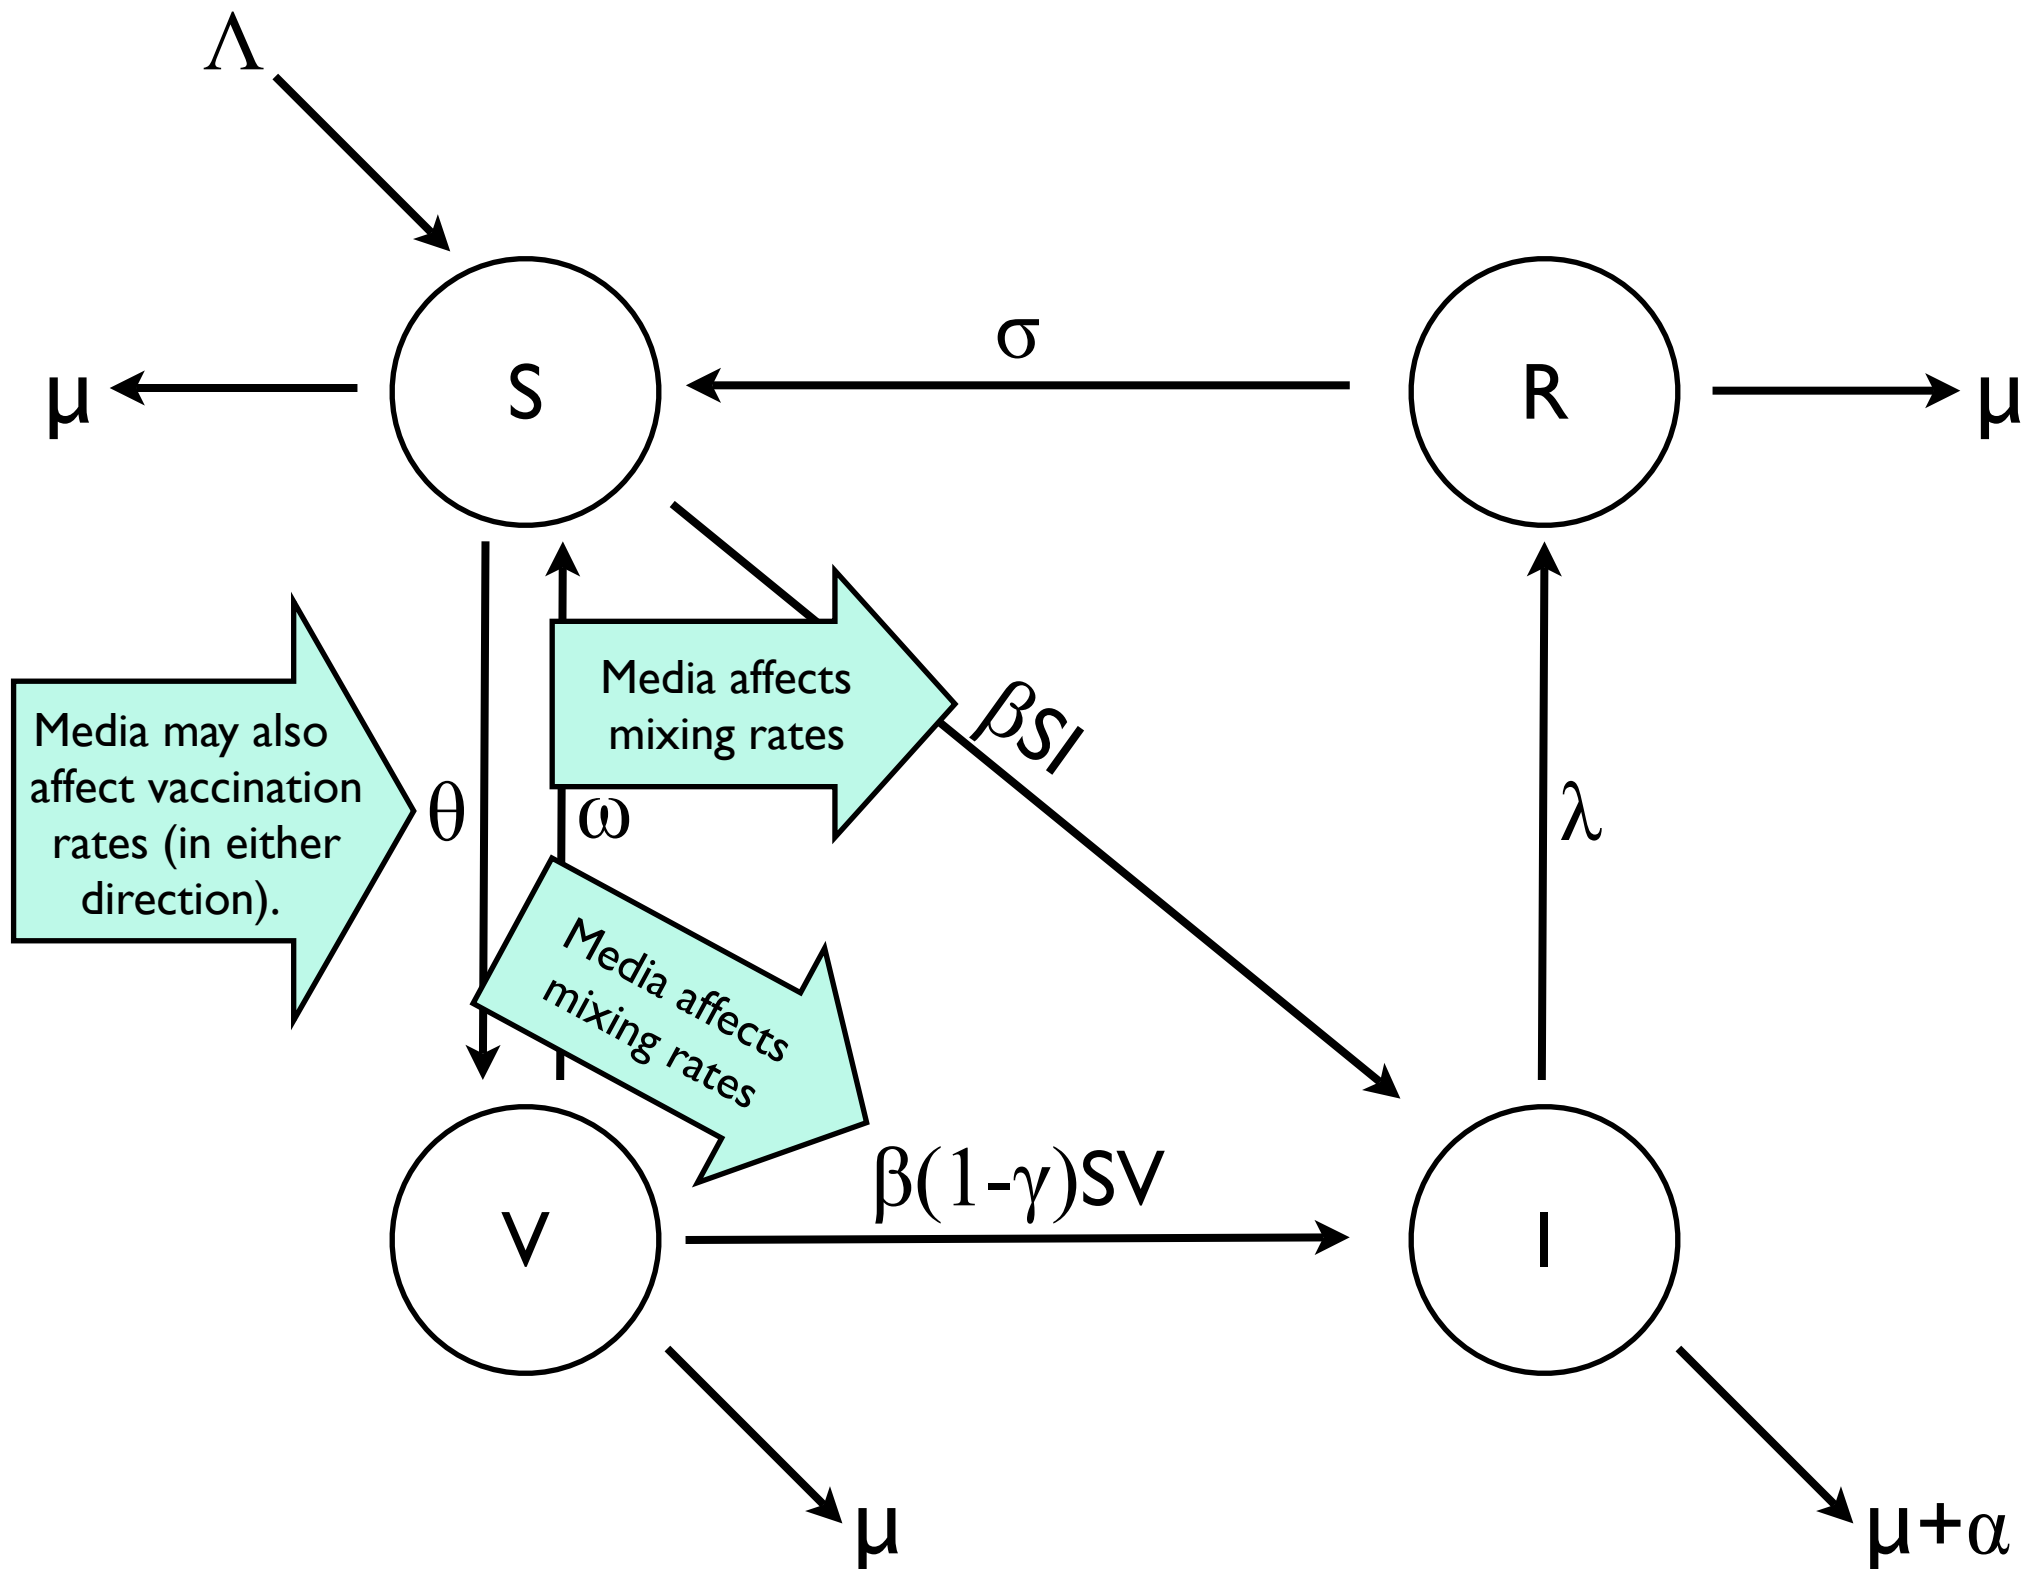 Λ
σ
μ
S
R
μ
Media affects
mixing rates
βSI
Media may also
affect vaccination
rates (in either
direction).
θ
ω
λ
Media affects
mixing rates
β(1-γ)SV
V
I
μ
μ+α